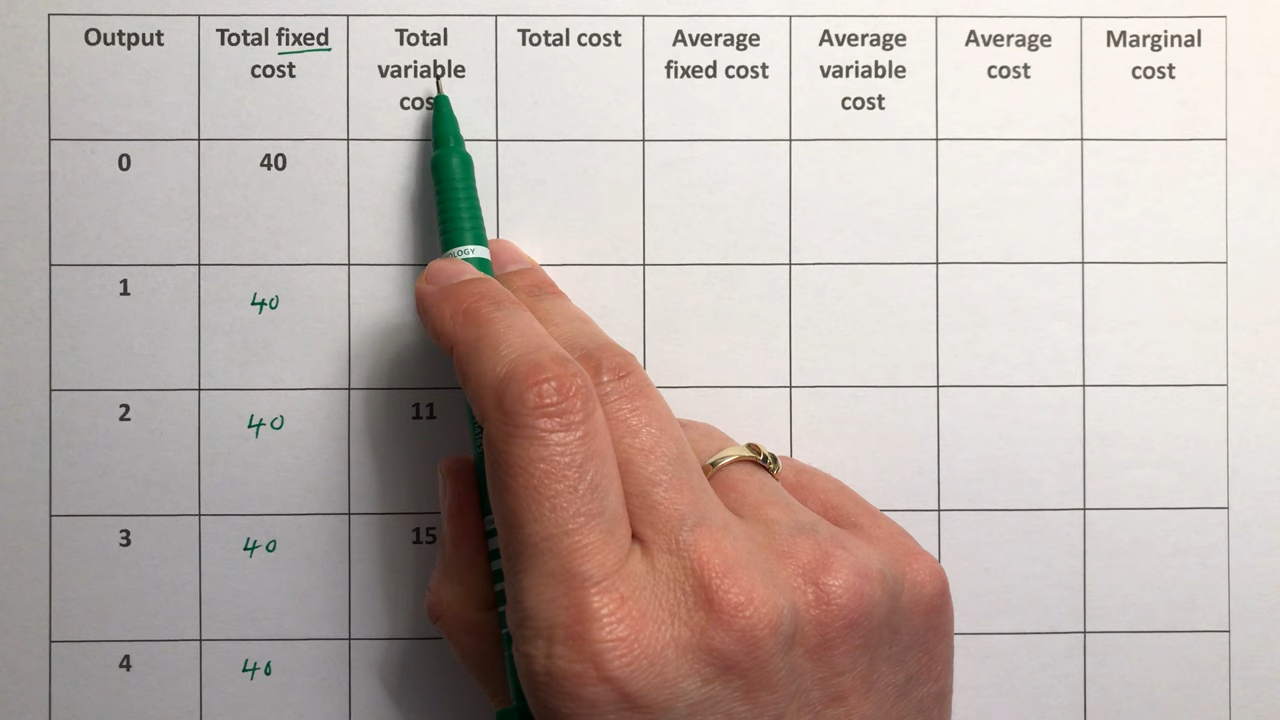 Output
Total fixed
cost
Total
variable
Total cost
Average
fixed cost
Average
variable
cost
Average
cost
Marginal
cost
0 40
1 40
2 40 11
3 40 15
4 40